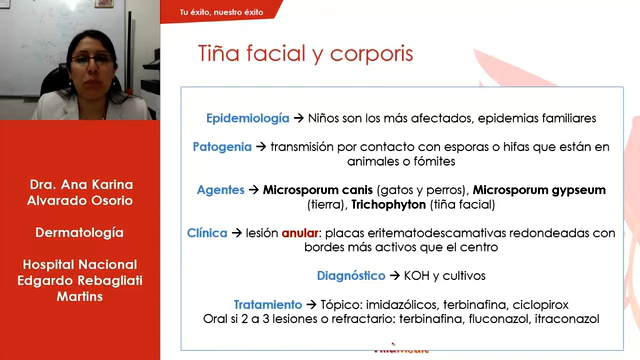 Tu éxito, nuestro éxito
Tiña facial y corporis
Epidemiología → Niños son los más afectados, epidemias familiares
Patogenia → transmisión por contacto con esporas o hifas que están en
animales o fómites
Agentes → Microsporum canis (gatos y perros), Microsporum gypseum
(tierra), Trichophyton (tiña facial)
Clínica → lesión anular: placas eritematodescamativas redondeadas con
bordes más activos que el centro
Diagnóstico → KOH y cultivos
Tratamiento → Tópico: imidazólicos, terbinafina, ciclopirox
Oral si 2 a 3 lesiones o refractario: terbinafina, fluconazol, itraconazol
Dra. Ana Karina
Alvarado Osorio
Dermatología
Hospital Nacional
Edgardo Rebagliati
Martins